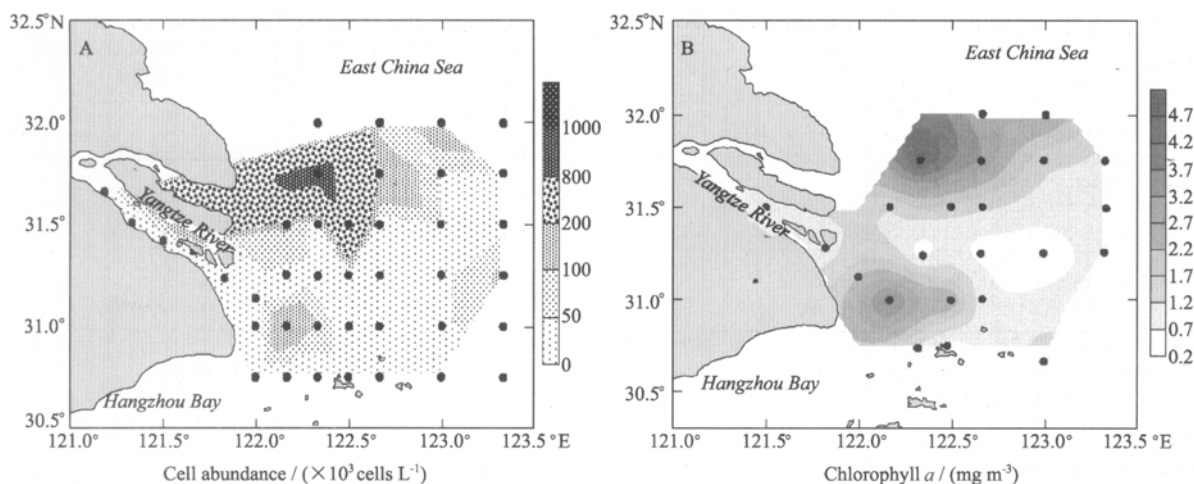 32.5°
A
East China Sea
32.0°
31.5°
31.0°
30.5°
Yangtze River
Hangzhou Bay
121.0° 121.5° 122.0° 122.5° 123.0° 123.5° E
1000
800
200
100
50
0
Cell abundance / (×10³ cells L⁻¹)
32.5°N
B
East China Sea
32.0°
31.5°
31.0°
30.5°
Yangtze River
Hangzhou Bay
121.0° 121.5° 122.0° 122.5° 123.0° 123.5° E
4.7
4.2
3.7
3.2
2.7
2.2
1.7
1.2
0.7
0.2
Chlorophyll a / (mg m⁻³)